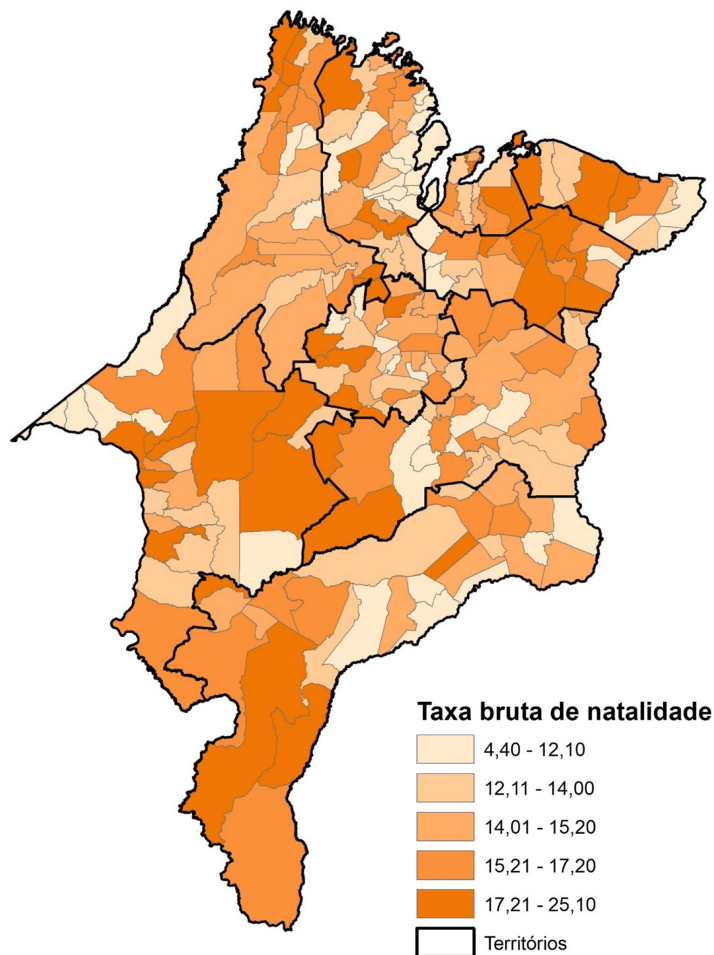 Taxa bruta de natalidade
4,40 - 12,10
12,11 - 14,00
14,01 - 15,20
15,21 - 17,20
17,21 - 25,10
Territórios